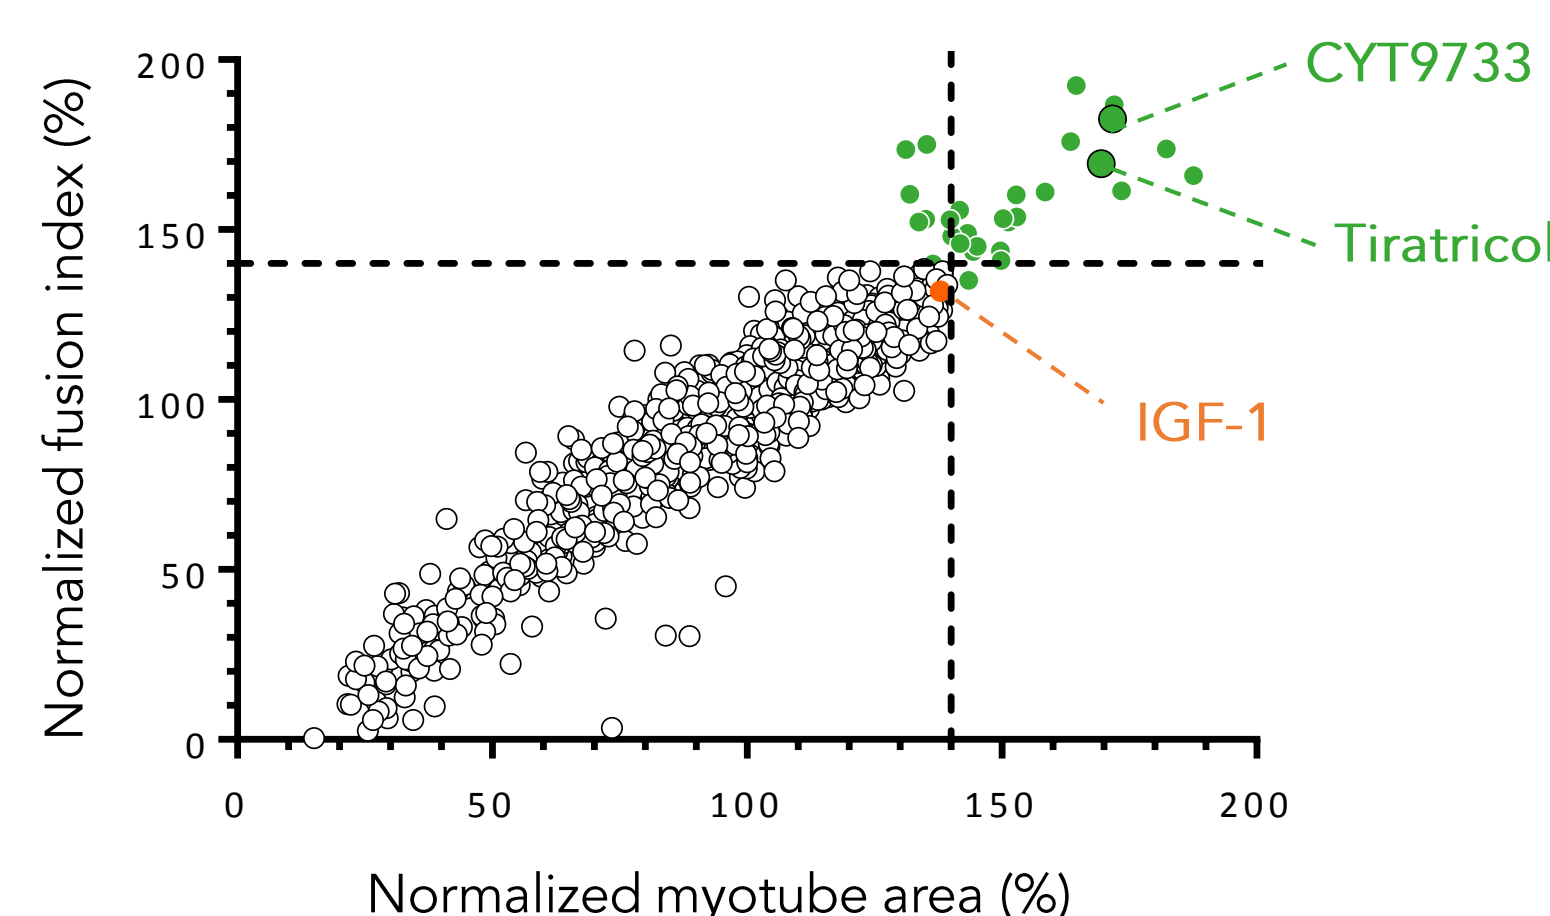 Normalized fusion index (%)
200
150
100
50
0
CYT9733
Tiratricol
IGF-1
0 50 100 150 200
Normalized myotube area (%)